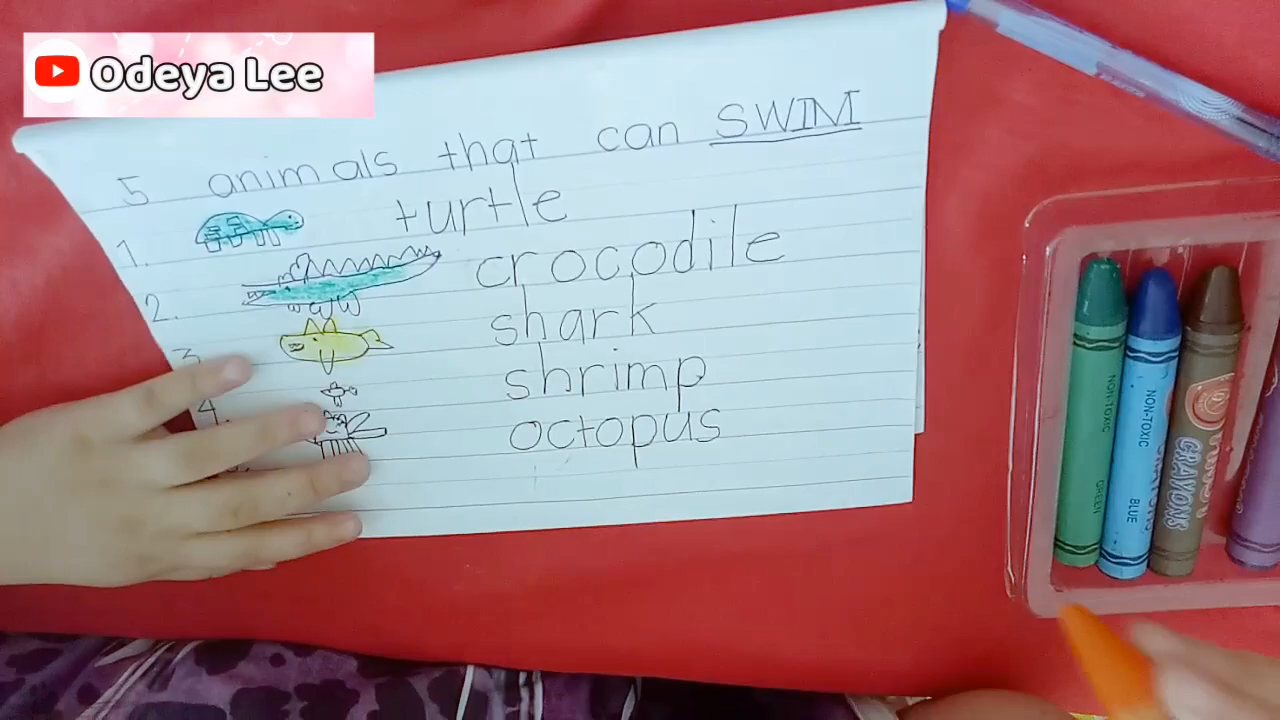 Odeya Lee
5 animals that can SWIM
1. turtle
2. crocodile
3. shark
4. shrimp
octopus
NON-TOXIC GREEN
NON-TOXIC BLUE
CRAYONS